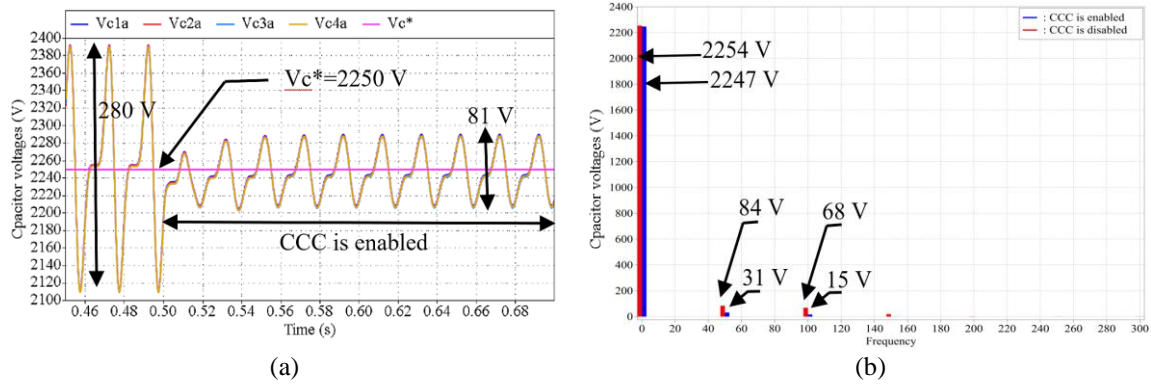 Vc1a Vc2a Vc3a Vc4a Vc*
2400
2380
2360
2340
2320
2300
2280
2260
2240
2220
2200
2180
2160
2140
2120
2100
Cpacitor voltages (V)
280 V
Vc*=2250 V
81 V
CCC is enabled
0.46 0.48 0.50 0.52 0.54 0.56 0.58 0.60 0.62 0.64 0.66 0.68
Time (s)
(a)
: CCC is enabled
: CCC is disabled
2400
2200
2000
1800
1600
1400
1200
1000
800
600
400
200
0
Cpacitor voltages (V)
2254 V
2247 V
84 V
68 V
31 V
15 V
0 20 40 60 80 100 120 140 160 180 200 220 240 260 280 300
Frequency
(b)